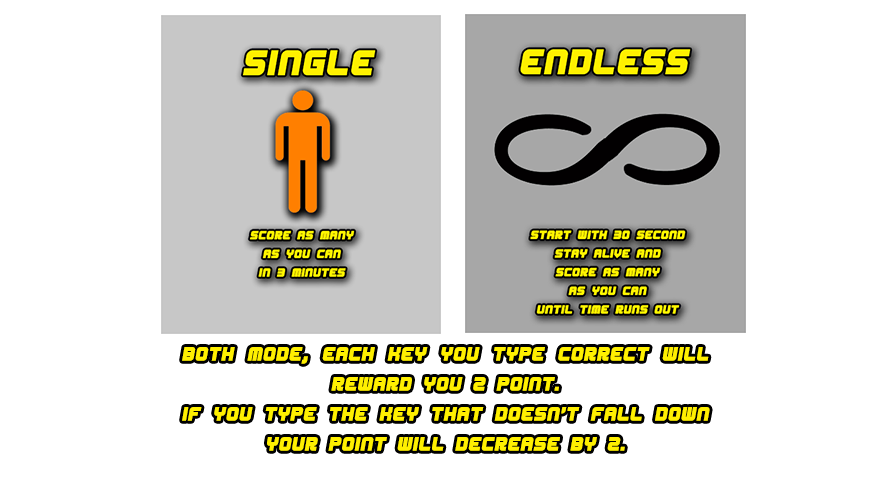 SINGLE
SCORE AS MANY
AS YOU CAN
IN 3 MINUTES
ENDLESS
START WITH 30 SECOND
STAY ALIVE AND
SCORE AS MANY
AS YOU CAN
UNTIL TIME RUNS OUT
BOTH MODE, EACH KEY YOU TYPE CORRECT WILL
REWARD YOU 2 POINT.
IF YOU TYPE THE KEY THAT DOESN'T FALL DOWN
YOUR POINT WILL DECREASE BY 2.